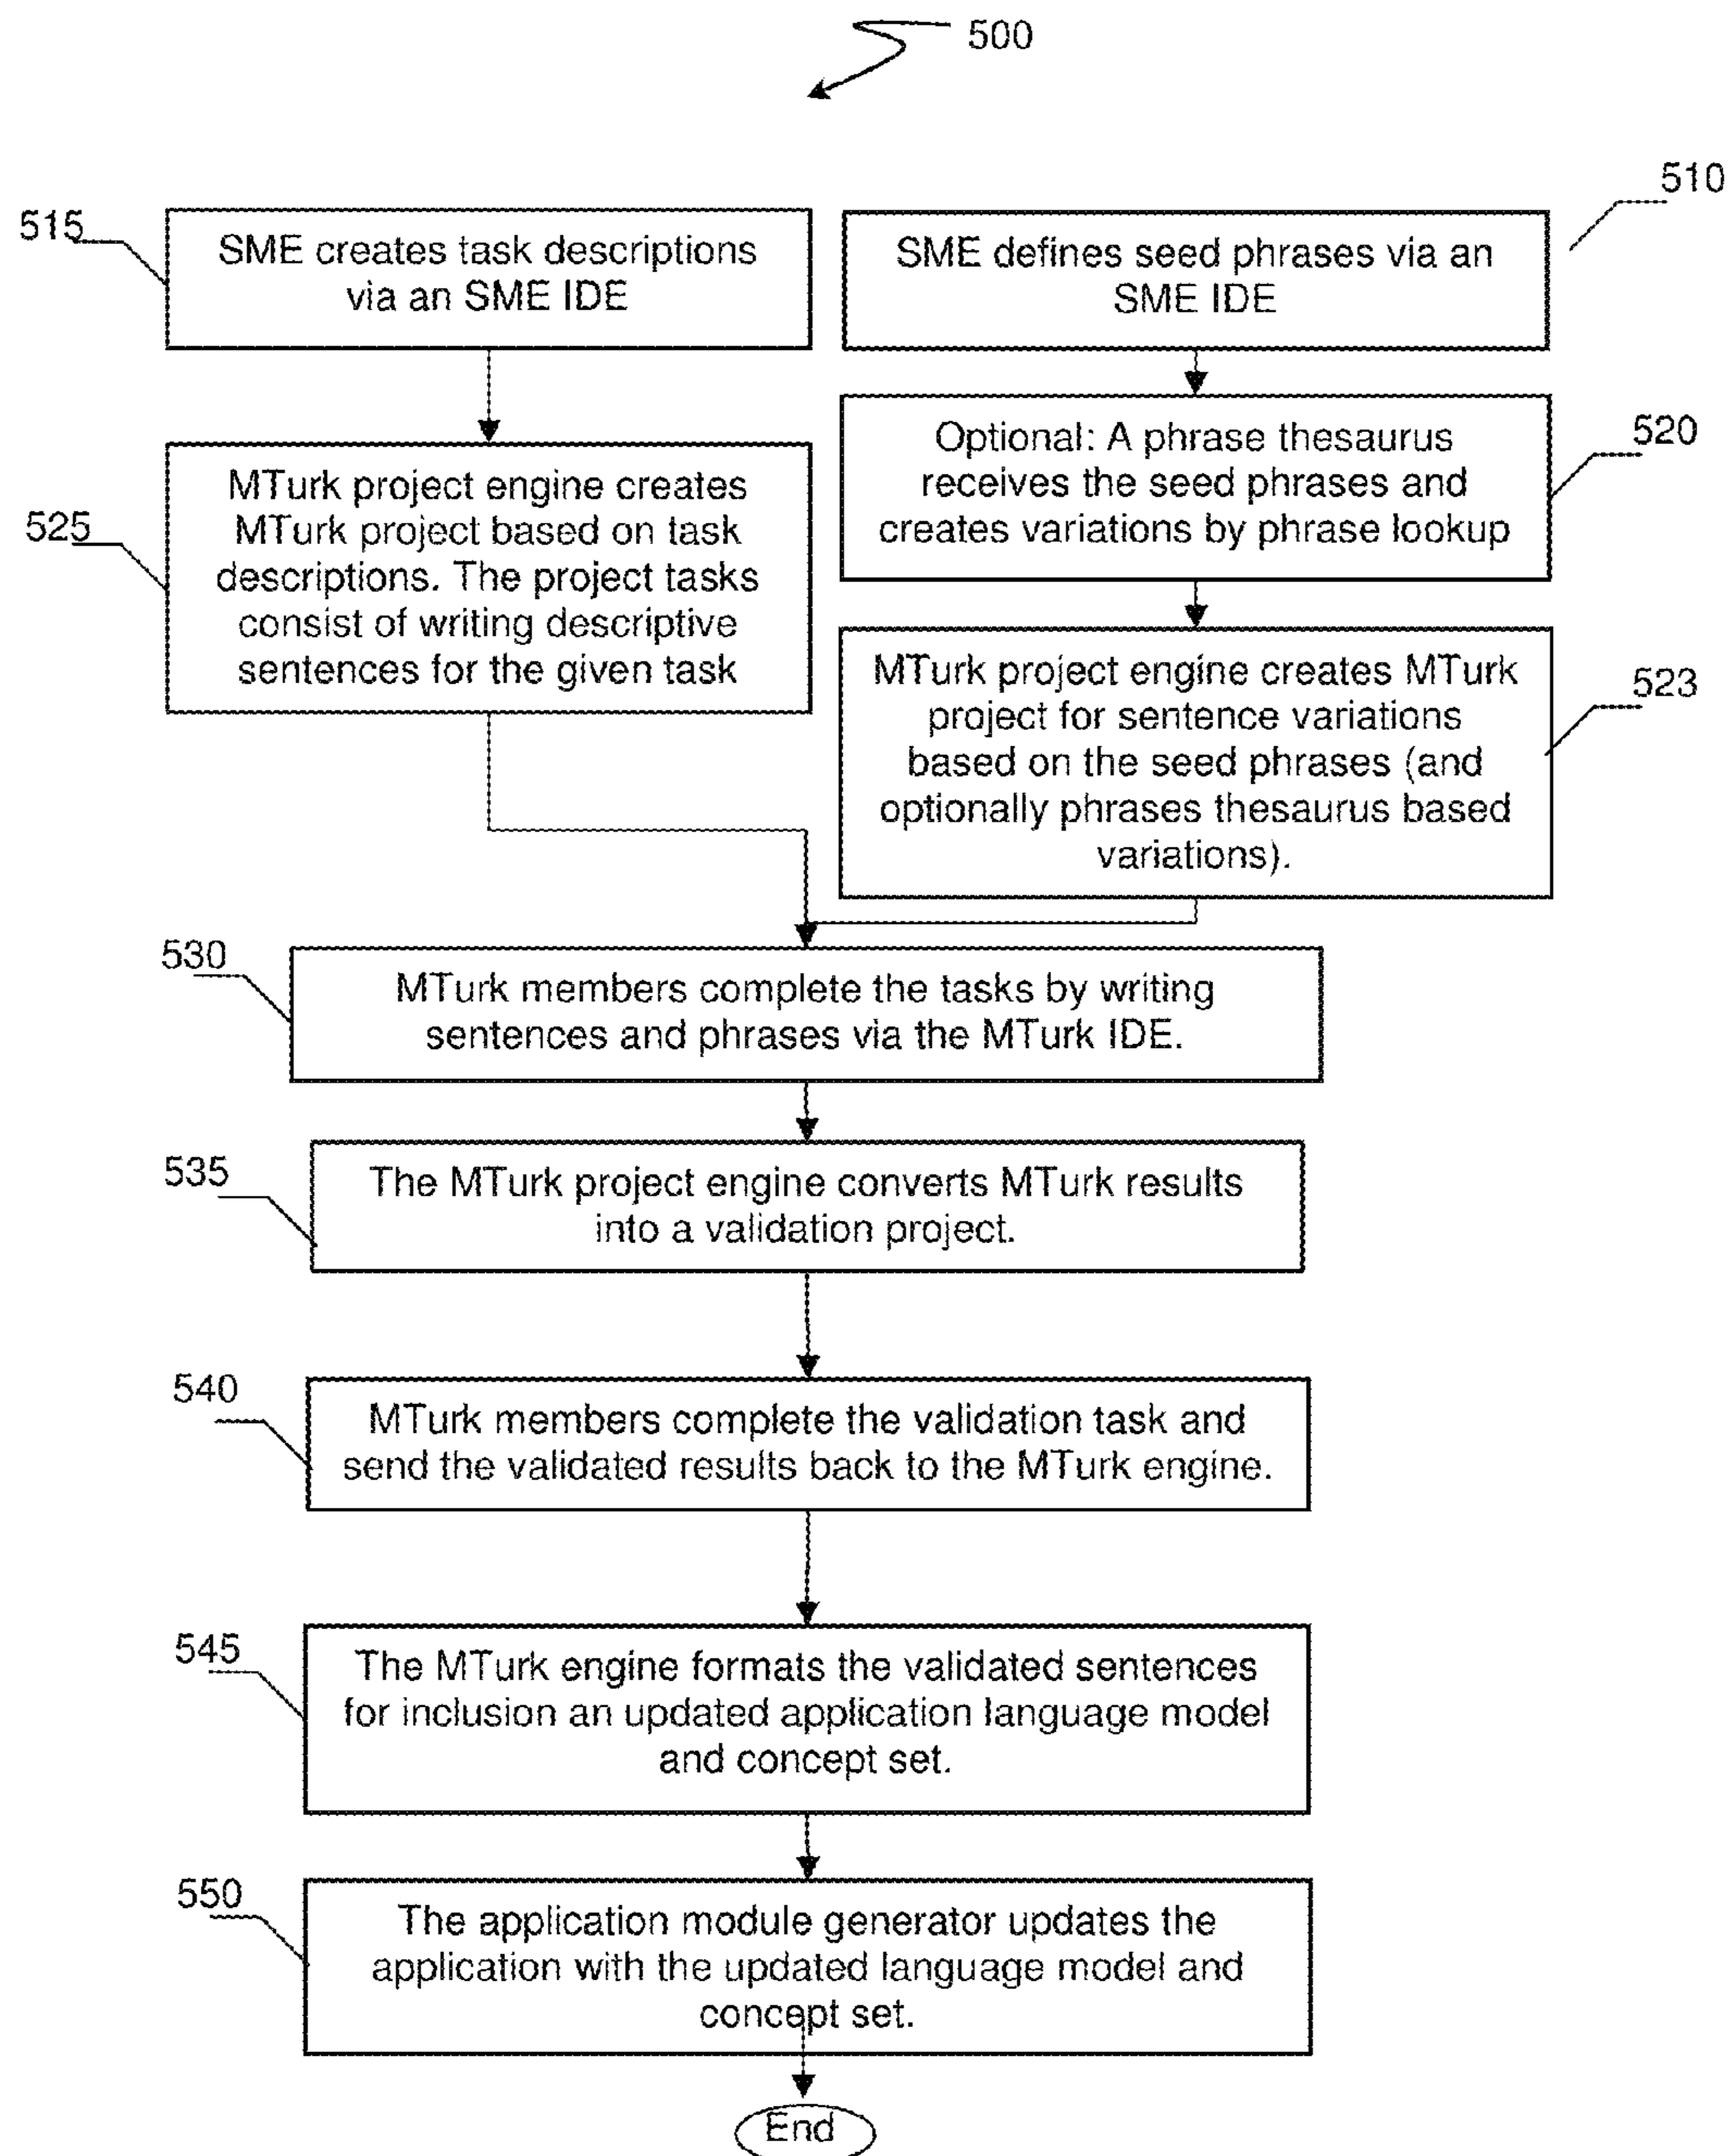 500
510
515
SME creates task descriptions
via an SME IDE
SME defines seed phrases via an
SME IDE
520
Optional: A phrase thesaurus
receives the seed phrases and
creates variations by phrase lookup
525
MTurk project engine creates
MTurk project based on task
descriptions. The project tasks
consist of writing descriptive
sentences for the given task
523
MTurk project engine creates MTurk
project for sentence variations
based on the seed phrases (and
optionally phrases thesaurus based
variations).
530
MTurk members complete the tasks by writing
sentences and phrases via the MTurk IDE.
535
The MTurk project engine converts MTurk results
into a validation project.
540
MTurk members complete the validation task and
send the validated results back to the MTurk engine.
545
The MTurk engine formats the validated sentences
for inclusion an updated application language model
and concept set.
550
The application module generator updates the
application with the updated language model and
concept set.
End